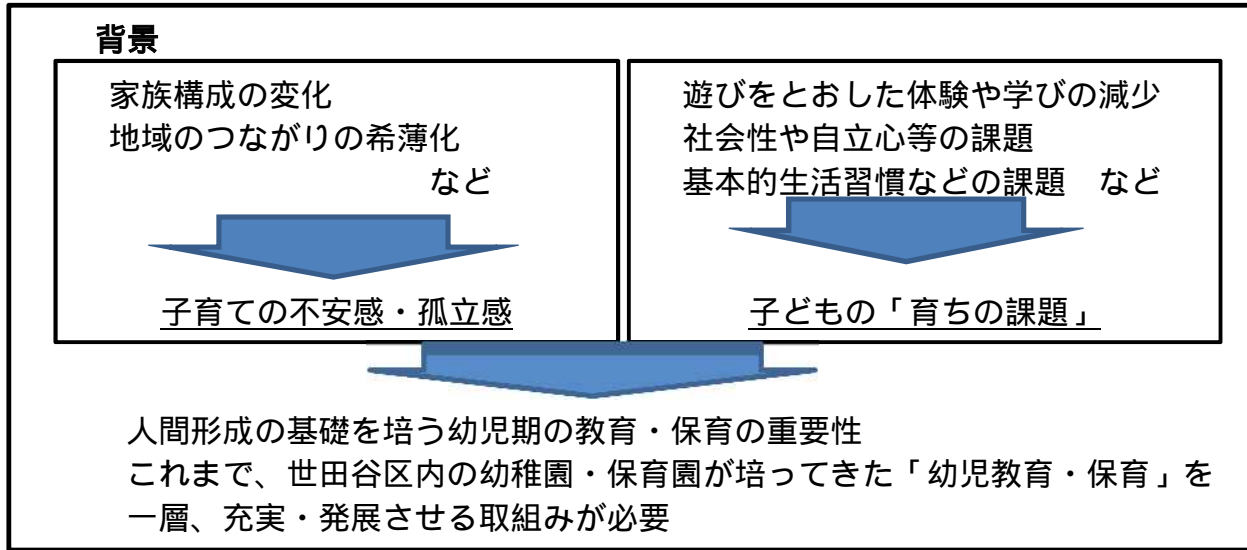 背景
家族構成の変化
地域のつながりの希薄化
など
子育ての不安感・孤立感
遊びをとおした体験や学びの減少
社会性や自立心等の課題
基本的生活習慣などの課題　など
子どもの「育ちの課題」
人間形成の基礎を培う幼児期の教育・保育の重要性
これまで、世田谷区内の幼稚園・保育園が培ってきた「幼児教育・保育」を
一層、充実・発展させる取組みが必要